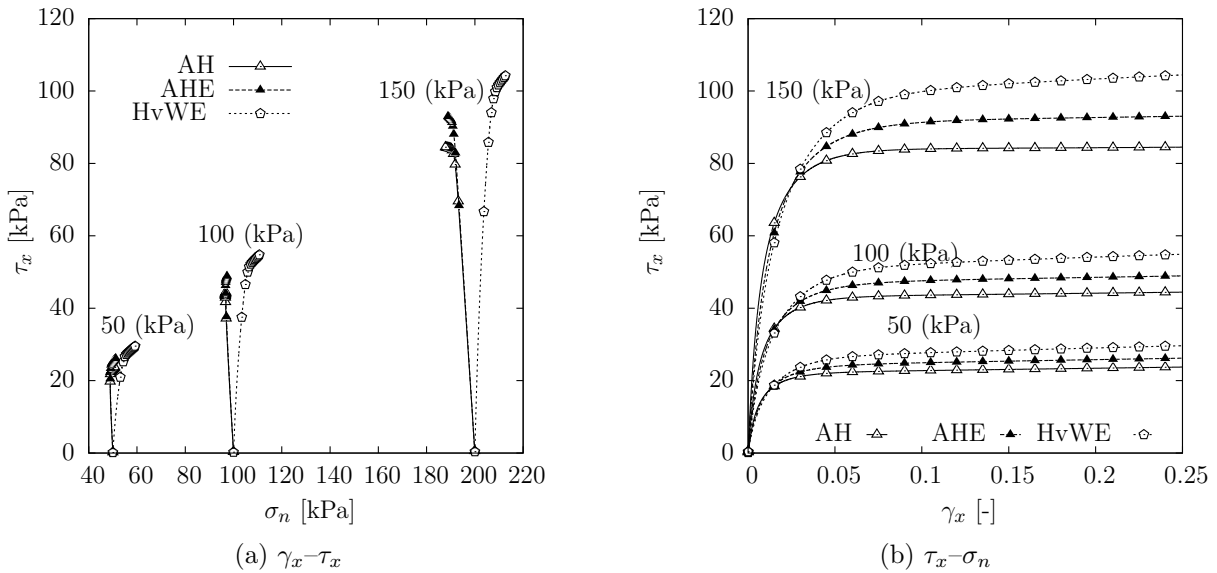 120
100
80
60
40
20
0
τx [kPa]
AH
AHE
HvWE
150 (kPa)
100 (kPa)
50 (kPa)
40 60 80 100 120 140 160 180 200 220
σn [kPa]
(a) γx–τx
120
100
80
60
40
20
0
τx [kPa]
150 (kPa)
100 (kPa)
50 (kPa)
AH AHE HvWE
0 0.05 0.1 0.15 0.2 0.25
γx [-]
(b) τx–σn